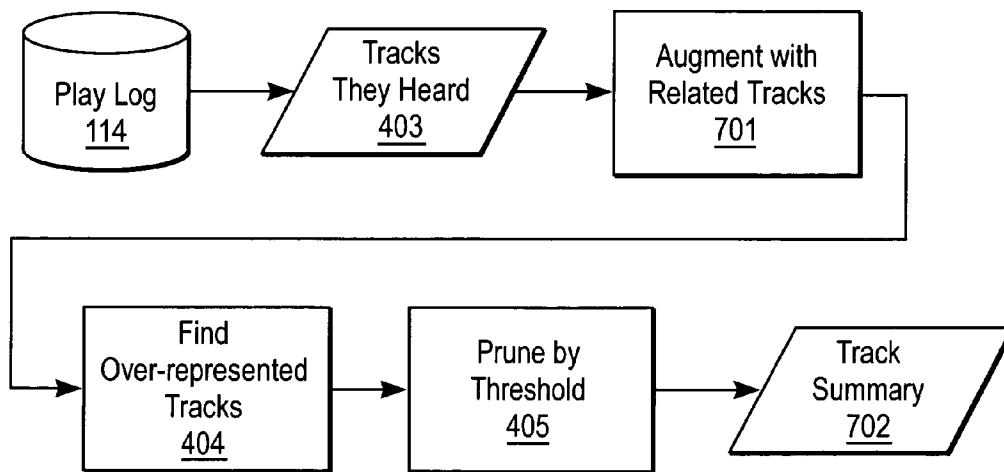 Play Log
114
Tracks
They Heard
403
Augment with
Related Tracks
701
Find
Over-represented
Tracks
404
Prune by
Threshold
405
Track
Summary
702